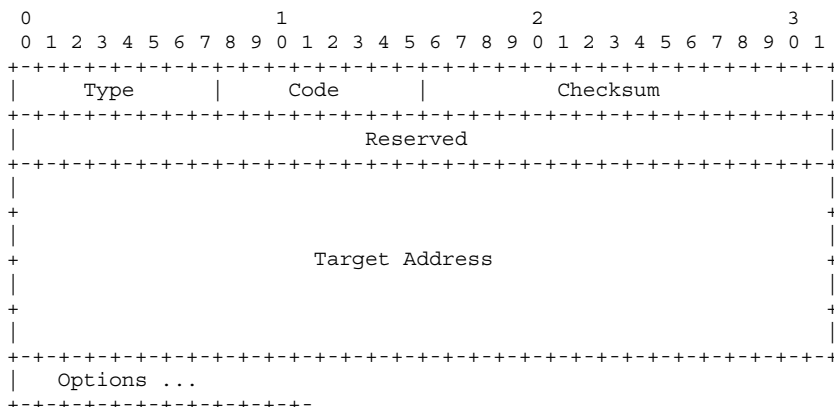 0                   1                   2                   3
 0 1 2 3 4 5 6 7 8 9 0 1 2 3 4 5 6 7 8 9 0 1 2 3 4 5 6 7 8 9 0 1
+-+-+-+-+-+-+-+-+-+-+-+-+-+-+-+-+-+-+-+-+-+-+-+-+-+-+-+-+-+-+-+-+
|     Type      |     Code      |          Checksum             |
+-+-+-+-+-+-+-+-+-+-+-+-+-+-+-+-+-+-+-+-+-+-+-+-+-+-+-+-+-+-+-+-+
|                           Reserved                            |
+-+-+-+-+-+-+-+-+-+-+-+-+-+-+-+-+-+-+-+-+-+-+-+-+-+-+-+-+-+-+-+-+
|                                                               |
+                                                               +
|                                                               |
+                       Target Address                          +
|                                                               |
+                                                               +
|                                                               |
+-+-+-+-+-+-+-+-+-+-+-+-+-+-+-+-+-+-+-+-+-+-+-+-+-+-+-+-+-+-+-+-+
|   Options ...
+-+-+-+-+-+-+-+-+-+-+-+-